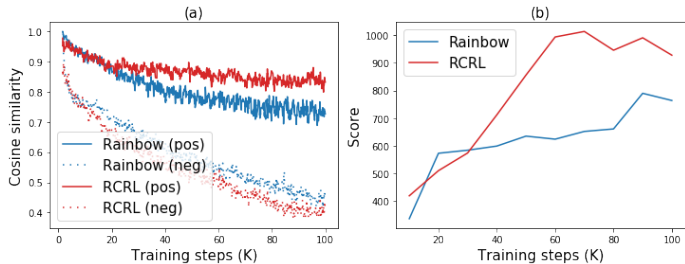 (a)
1.0
0.9
0.8
0.7
0.6
0.5
0.4
Cosine similarity
Rainbow (pos)
Rainbow (neg)
RCRL (pos)
RCRL (neg)
0
20
40
60
80
100
Training steps (K)
(b)
1000
900
800
700
600
500
400
Score
Rainbow
RCRL
20
40
60
80
100
Training steps (K)